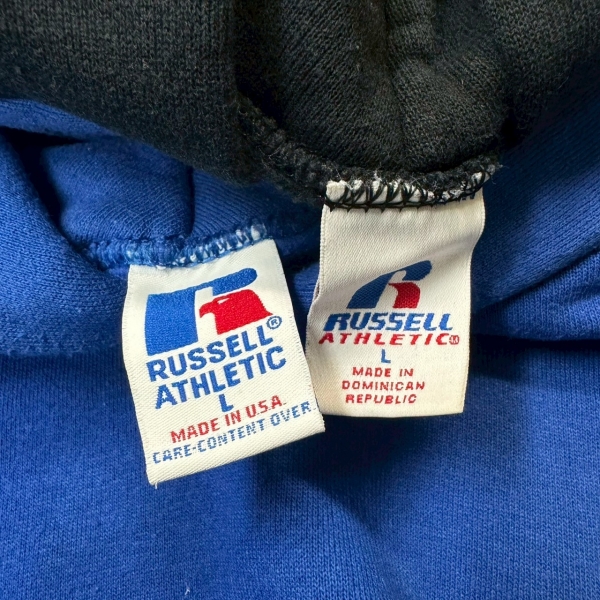 RUSSELL®
ATHLETIC
L
MADE IN U.S.A.
CARE-CONTENT OVER
RUSSELL
ATHLETIC
L
MADE IN
DOMINICAN
REPUBLIC